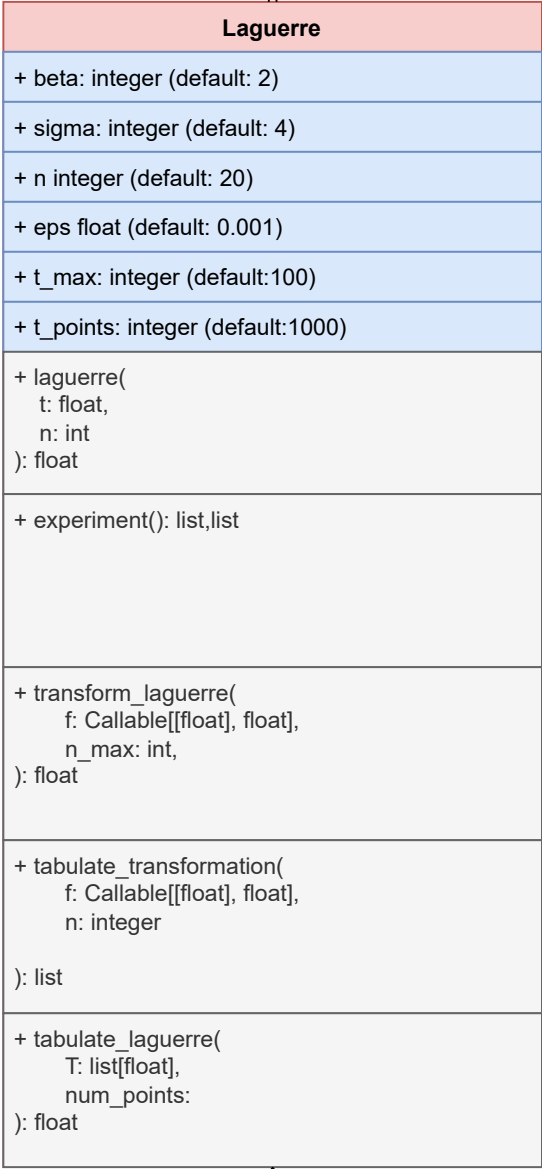 Laguerre
+ beta: integer (default: 2)
+ sigma: integer (default: 4)
+ n integer (default: 20)
+ eps float (default: 0.001)
+ t_max: integer (default:100)
+ t_points: integer (default:1000)
+ laguerre(
t: float,
n: int
): float
+ experiment(): list,list
+ transform_laguerre(
f: Callable[[float], float],
n_max: int,
): float
+ tabulate_transformation(
f: Callable[[float], float],
n: integer
): list
+ tabulate_laguerre(
T: list[float],
num_points:
): float